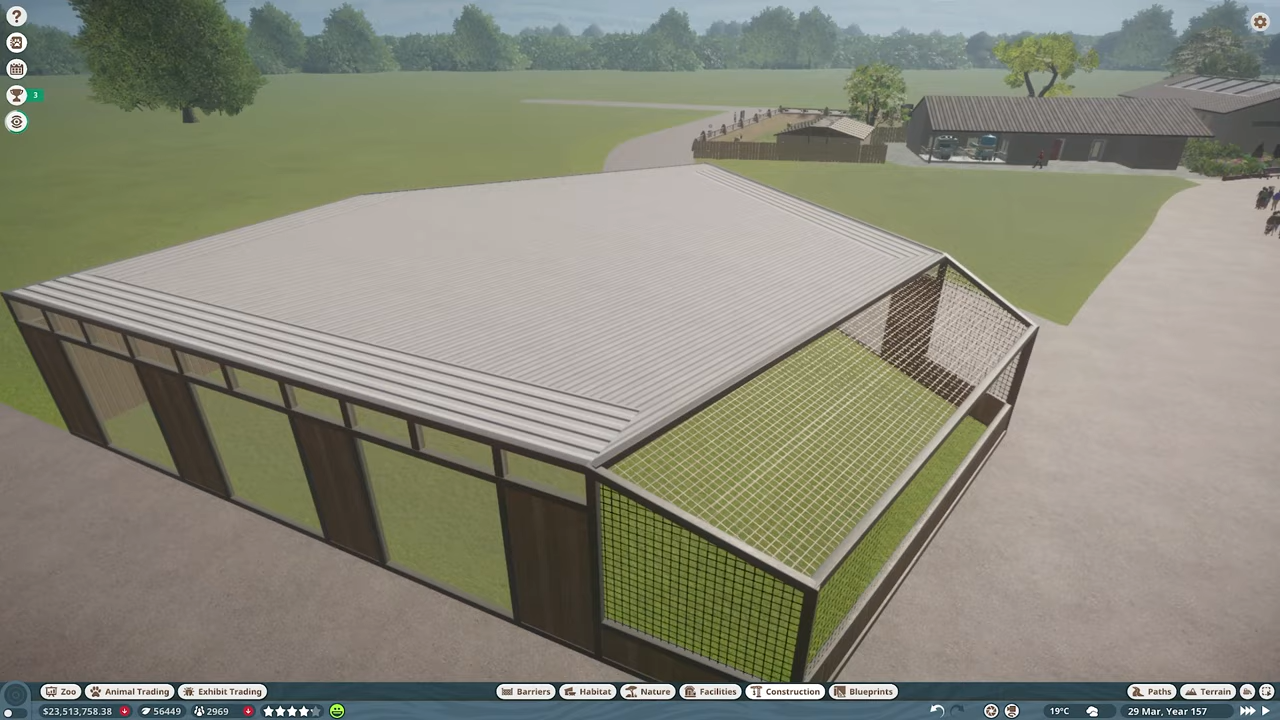 ?
3
Zoo Animal Trading Exhibit Trading Barriers Habitat Nature Facilities Construction Blueprints Paths Terrain
$23,513,758.38 56449 2969 19°C 29 Mar, Year 157